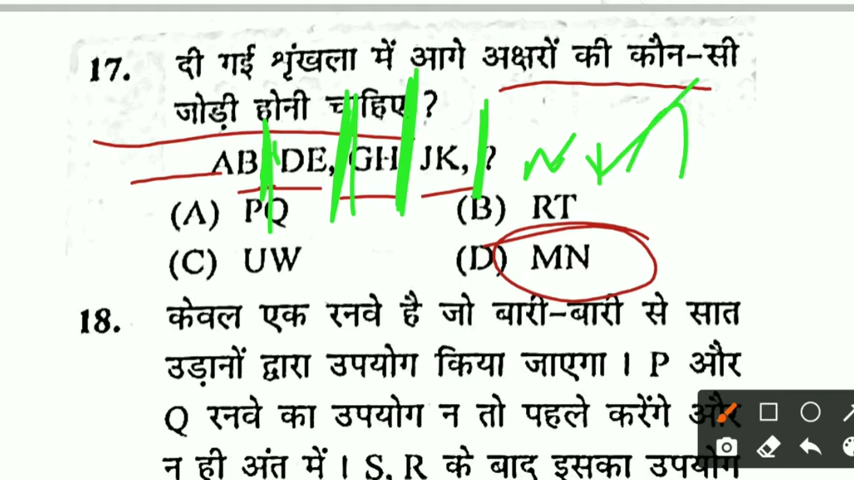 17. दी गई शृंखला में आगे अक्षरों की कौन-सी
जोड़ी होनी चाहिए ?
AB, DE, GH, JK, ?
(A) PQ
(B) RT
(C) UW
(D) MN
18. केवल एक रनवे है जो बारी-बारी से सात
उड़ानों द्वारा उपयोग किया जाएगा । P और
Q रनवे का उपयोग न तो पहले करेंगे और
न ही अंत में । S, R के बाद इसका उपयोग